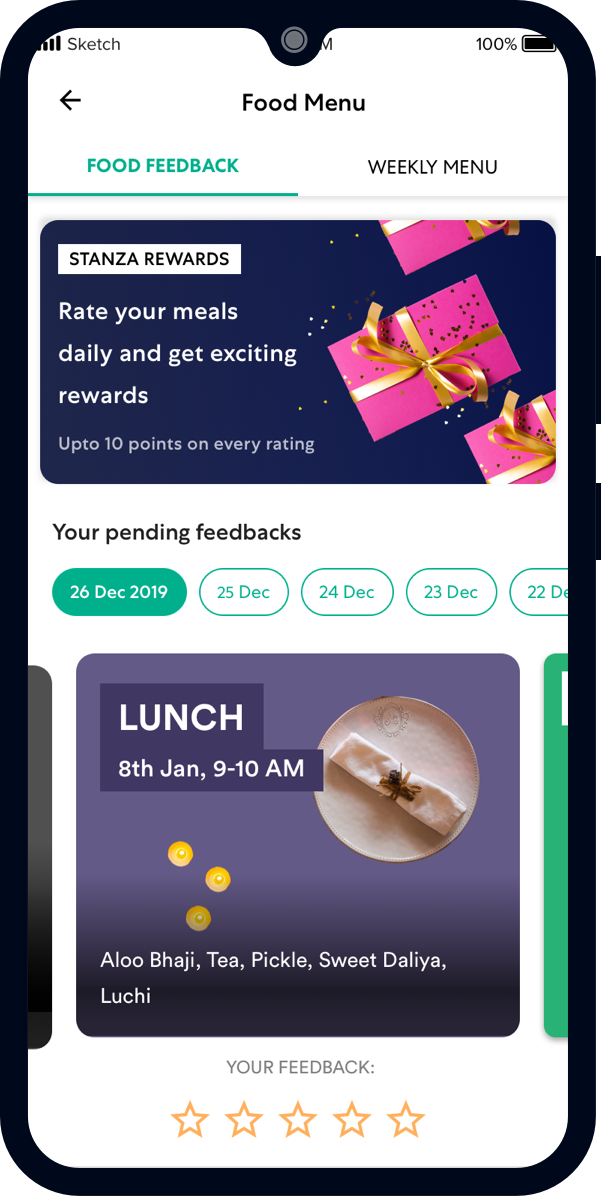 Sketch
M
100%
Food Menu
FOOD FEEDBACK
WEEKLY MENU
STANZA REWARDS
Rate your meals
daily and get exciting
rewards
Upto 10 points on every rating
Your pending feedbacks
26 Dec 2019
25 Dec
24 Dec
23 Dec
22 De
LUNCH
8th Jan, 9-10 AM
Aloo Bhaji, Tea, Pickle, Sweet Daliya,
Luchi
YOUR FEEDBACK: